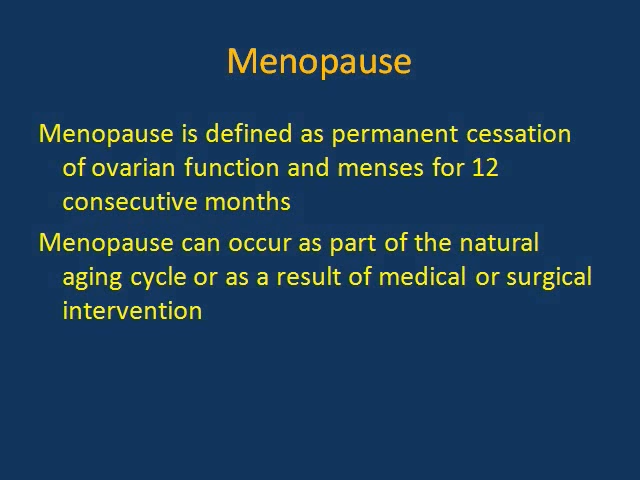 Menopause
Menopause is defined as permanent cessation
of ovarian function and menses for 12
consecutive months
Menopause can occur as part of the natural
aging cycle or as a result of medical or surgical
intervention